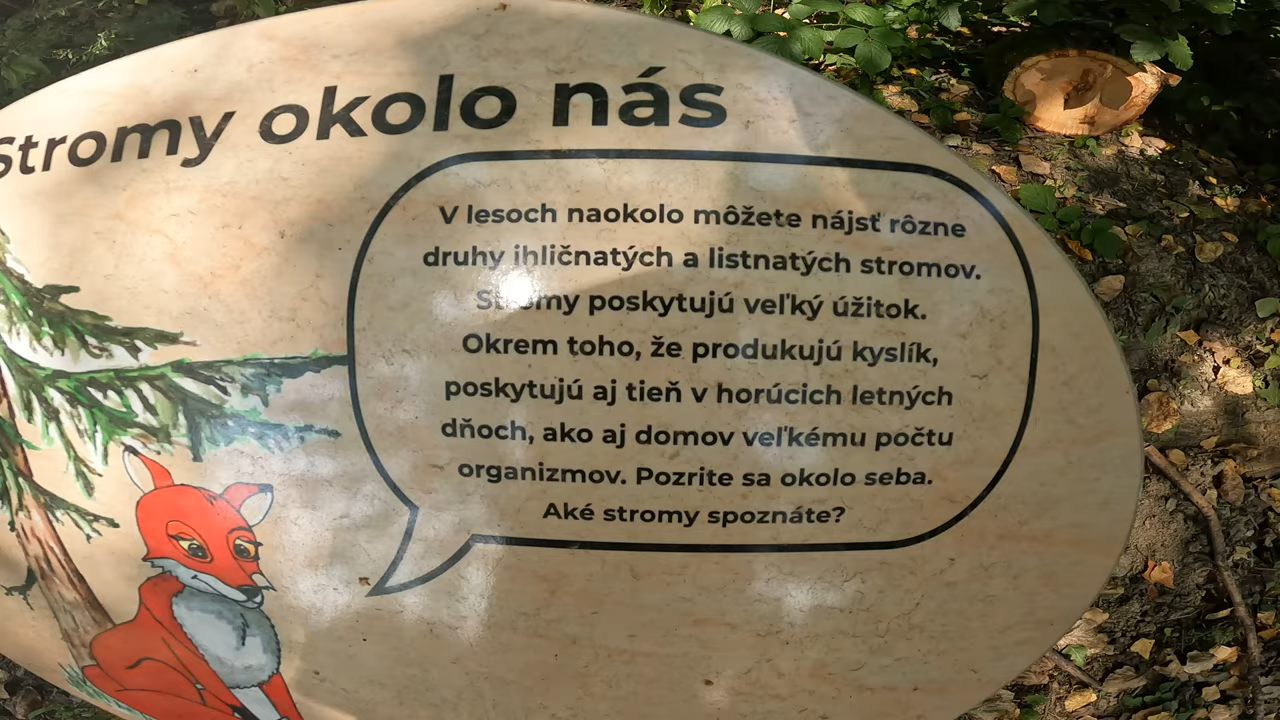 Stromy okolo nás
V lesoch naokolo môžete nájsť rôzne
druhy ihličnatých a listnatých stromov.
Stromy poskytujú veľký úžitok.
Okrem toho, že produkujú kyslík,
poskytujú aj tieň v horúcich letných
dňoch, ako aj domov veľkému počtu
organizmov. Pozrite sa okolo seba.
Aké stromy spoznáte?